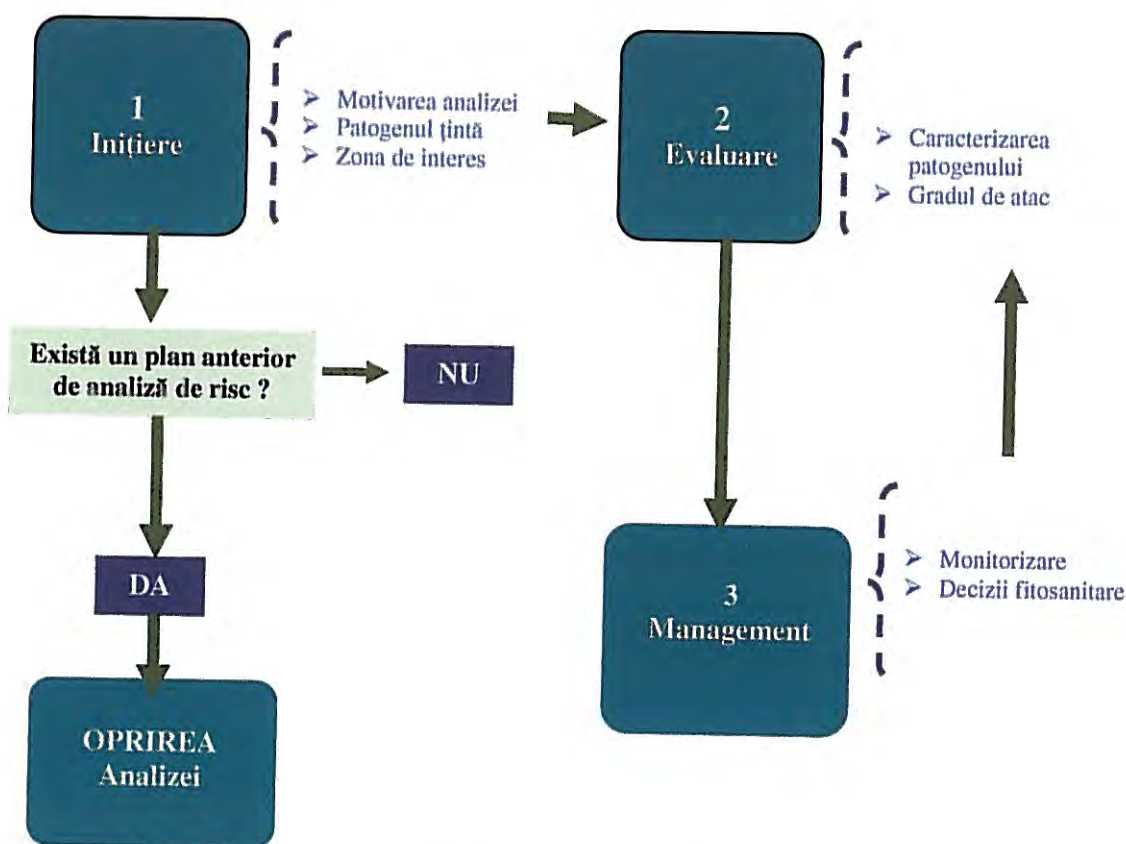 1
Inițiere
➢ Motivarea analizei
➢ Patogenul țintă
➢ Zona de interes
2
Evaluare
➢ Caracterizarea
patogenului
➢ Gradul de atac
Există un plan anterior
de analiză de risc ?
NU
DA
OPRIREA
Analizei
3
Management
➢ Monitorizare
➢ Decizii fitosanitare